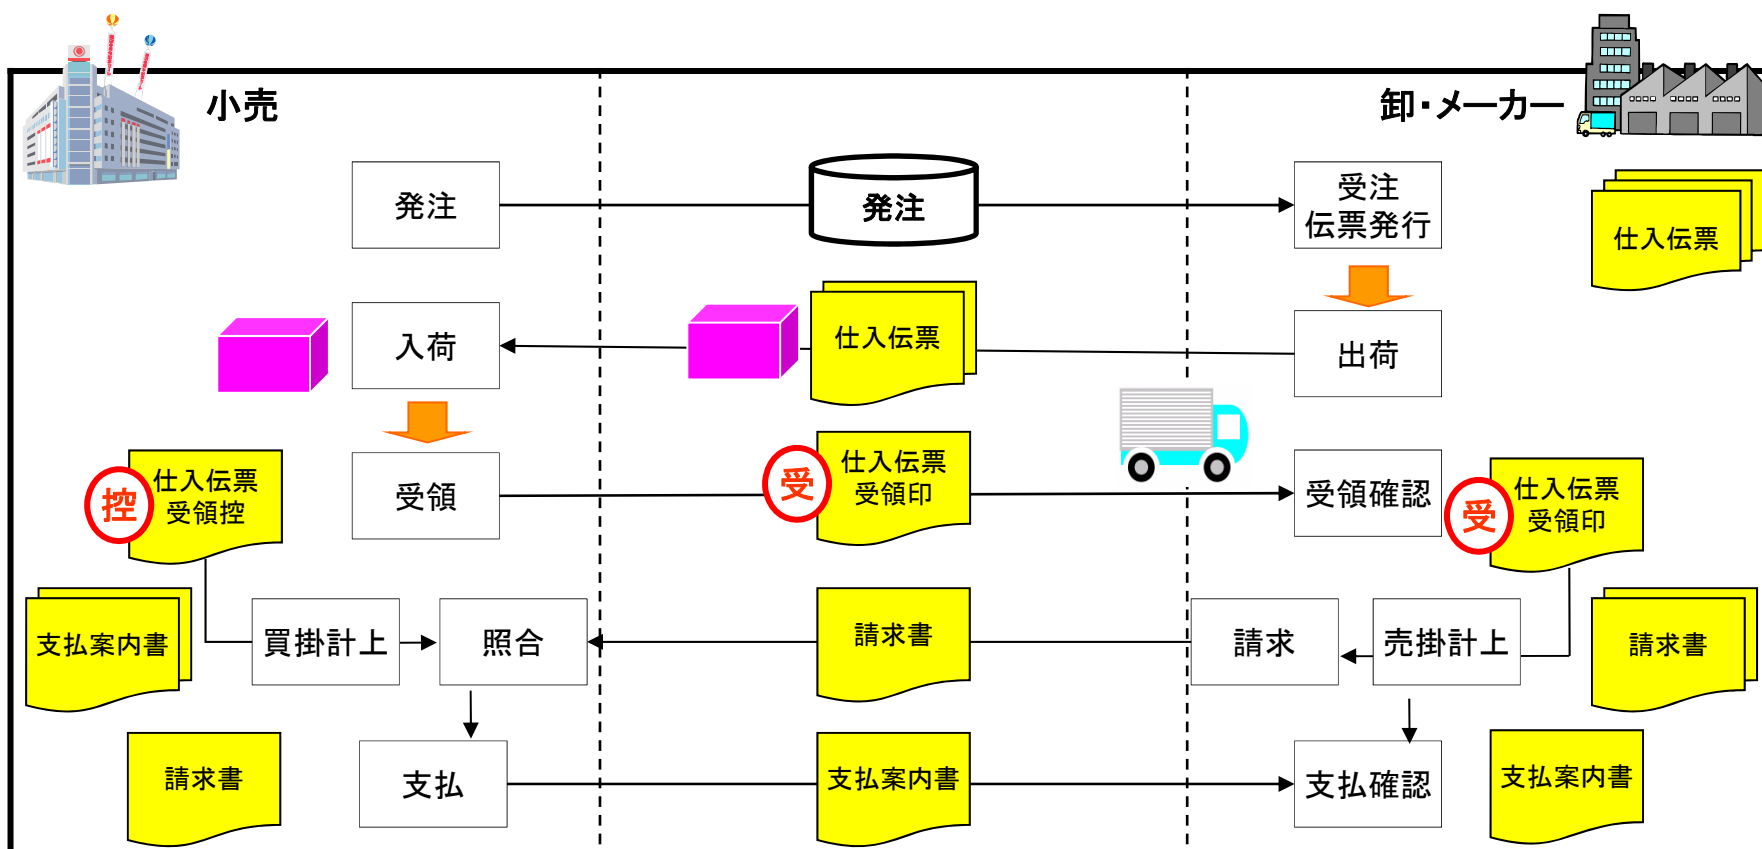 小売
卸・メーカー
発注
発注
受注
伝票発行
仕入伝票
入荷
仕入伝票
出荷
控
仕入伝票
受領控
受領
受
仕入伝票
受領印
受領確認
受
仕入伝票
受領印
支払案内書
買掛計上
照合
請求書
請求
売掛計上
請求書
請求書
支払
支払案内書
支払確認
支払案内書